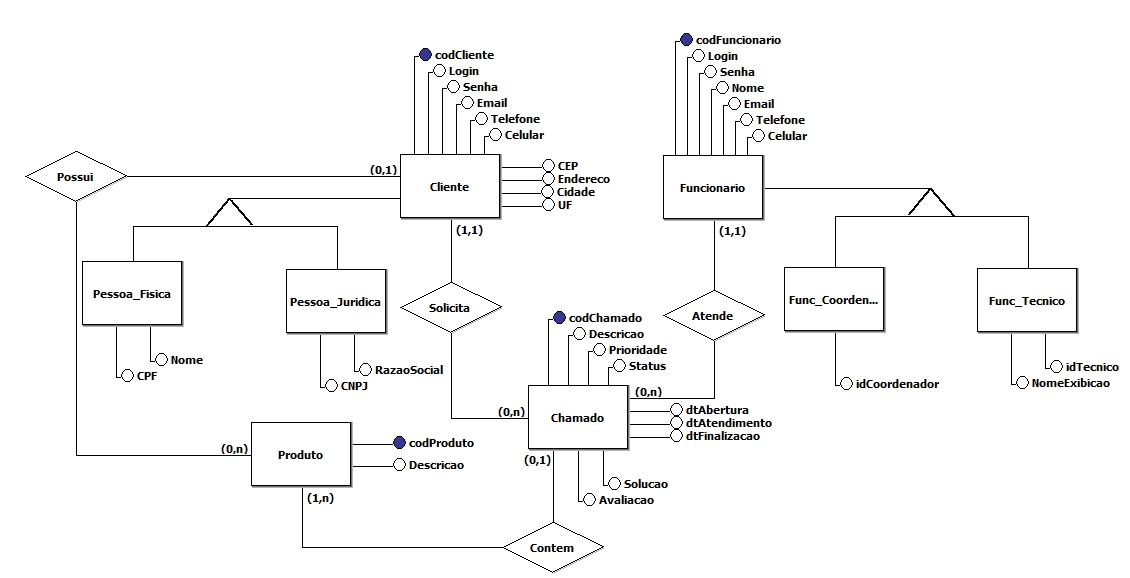 codFuncionario
codCliente
Login
Login
Senha
Senha
Nome
Email
Email
Telefone
Telefone
Celular
Celular
Possui
(0,1)
Cliente
CEP
Endereco
Cidade
UF
Funcionario
(1,1)
(1,1)
Pessoa_Fisica
Pessoa_Juridica
Solicita
Atende
Func_Coorden...
Func_Tecnico
codChamado
Descricao
Prioridade
Status
Nome
CPF
RazaoSocial
CNPJ
idCoordenador
idTecnico
NomeExibicao
(0,n)
(0,n)
Chamado
dtAbertura
dtAtendimento
dtFinalizacao
(0,n)
Produto
codProduto
Descricao
(0,1)
Solucao
Avaliacao
(1,n)
Contem